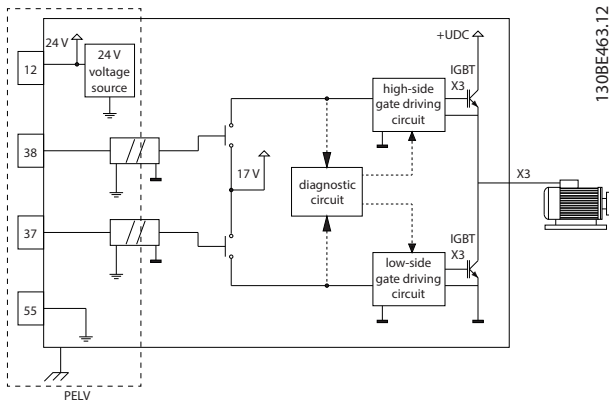 130BE463.12
+UDC
24 V
12
24 V
voltage
source
IGBT
X3
high-side
gate driving
circuit
38
17 V
diagnostic
circuit
X3
37
IGBT
X3
low-side
gate driving
circuit
55
PELV